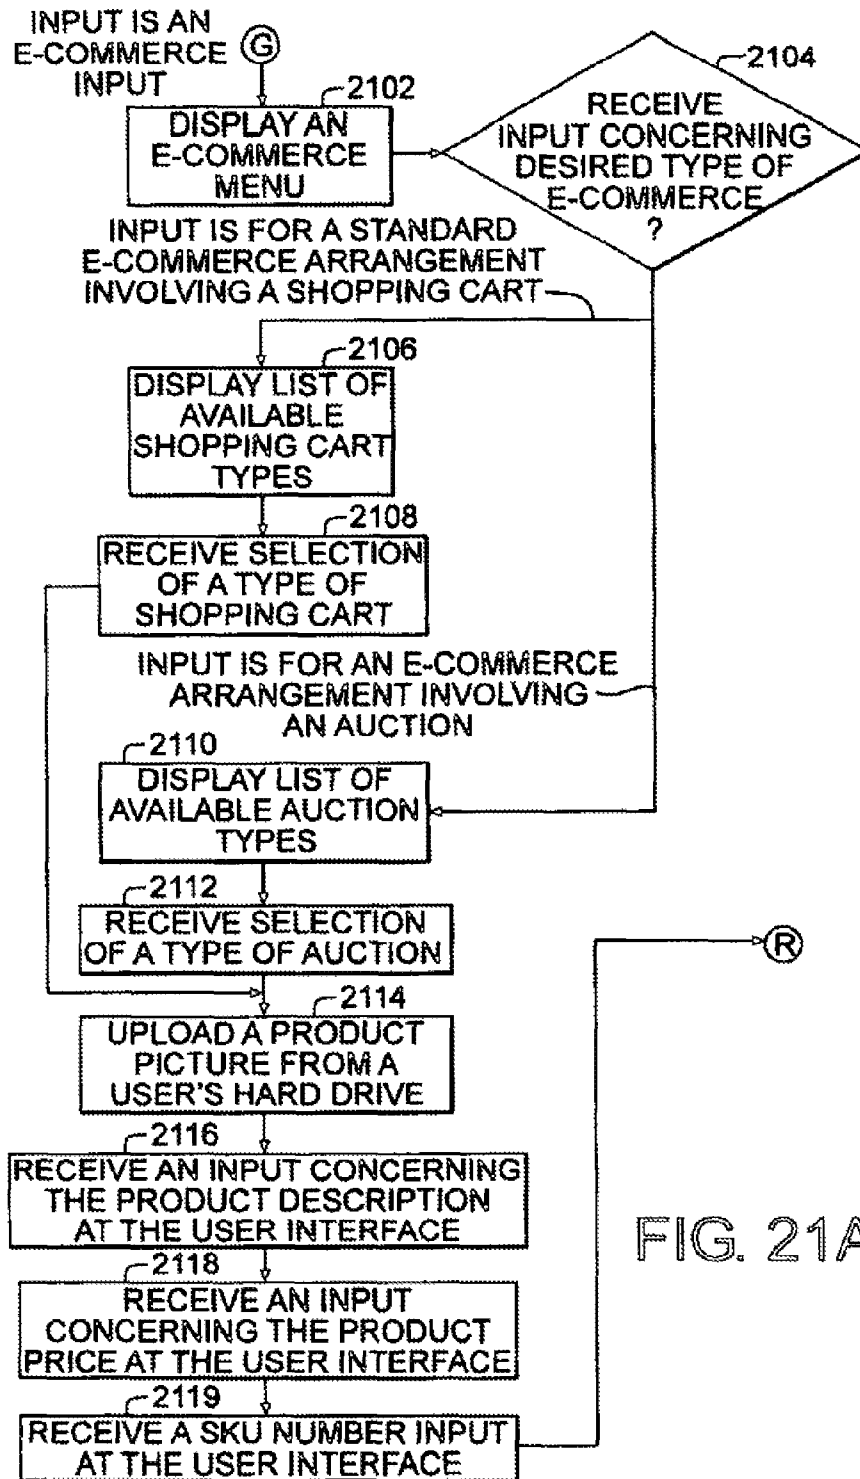 INPUT IS AN
E-COMMERCE
INPUT
G
2102
DISPLAY AN
E-COMMERCE
MENU
2104
RECEIVE
INPUT CONCERNING
DESIRED TYPE OF
E-COMMERCE
?
INPUT IS FOR A STANDARD
E-COMMERCE ARRANGEMENT
INVOLVING A SHOPPING CART
2106
DISPLAY LIST OF
AVAILABLE
SHOPPING CART
TYPES
2108
RECEIVE SELECTION
OF A TYPE OF
SHOPPING CART
INPUT IS FOR AN E-COMMERCE
ARRANGEMENT INVOLVING
AN AUCTION
2110
DISPLAY LIST OF
AVAILABLE AUCTION
TYPES
2112
RECEIVE SELECTION
OF A TYPE OF AUCTION
R
2114
UPLOAD A PRODUCT
PICTURE FROM A
USER'S HARD DRIVE
2116
RECEIVE AN INPUT CONCERNING
THE PRODUCT DESCRIPTION
AT THE USER INTERFACE
2118
RECEIVE AN INPUT
CONCERNING THE PRODUCT
PRICE AT THE USER INTERFACE
2119
RECEIVE A SKU NUMBER INPUT
AT THE USER INTERFACE
FIG. 21A